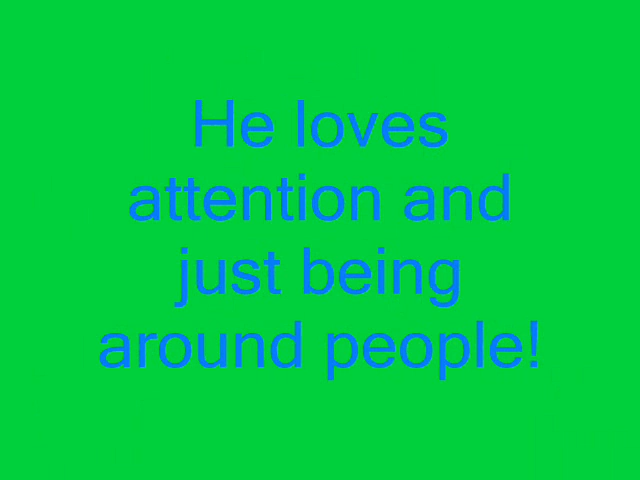 He loves
attention and
just being
around people!